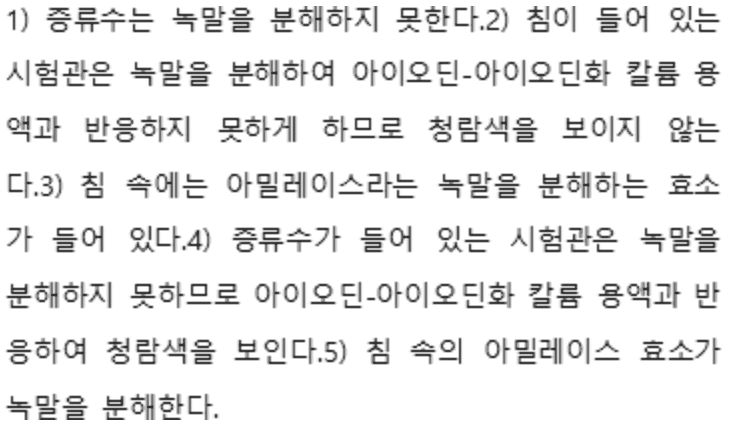 1) 증류수는 녹말을 분해하지 못한다.2) 침이 들어 있는
시험관은 녹말을 분해하여 아이오딘-아이오딘화 칼륨 용
액과 반응하지 못하게 하므로 청람색을 보이지 않는
다.3) 침 속에는 아밀레이스라는 녹말을 분해하는 효소
가 들어 있다.4) 증류수가 들어 있는 시험관은 녹말을
분해하지 못하므로 아이오딘-아이오딘화 칼륨 용액과 반
응하여 청람색을 보인다.5) 침 속의 아밀레이스 효소가
녹말을 분해한다.